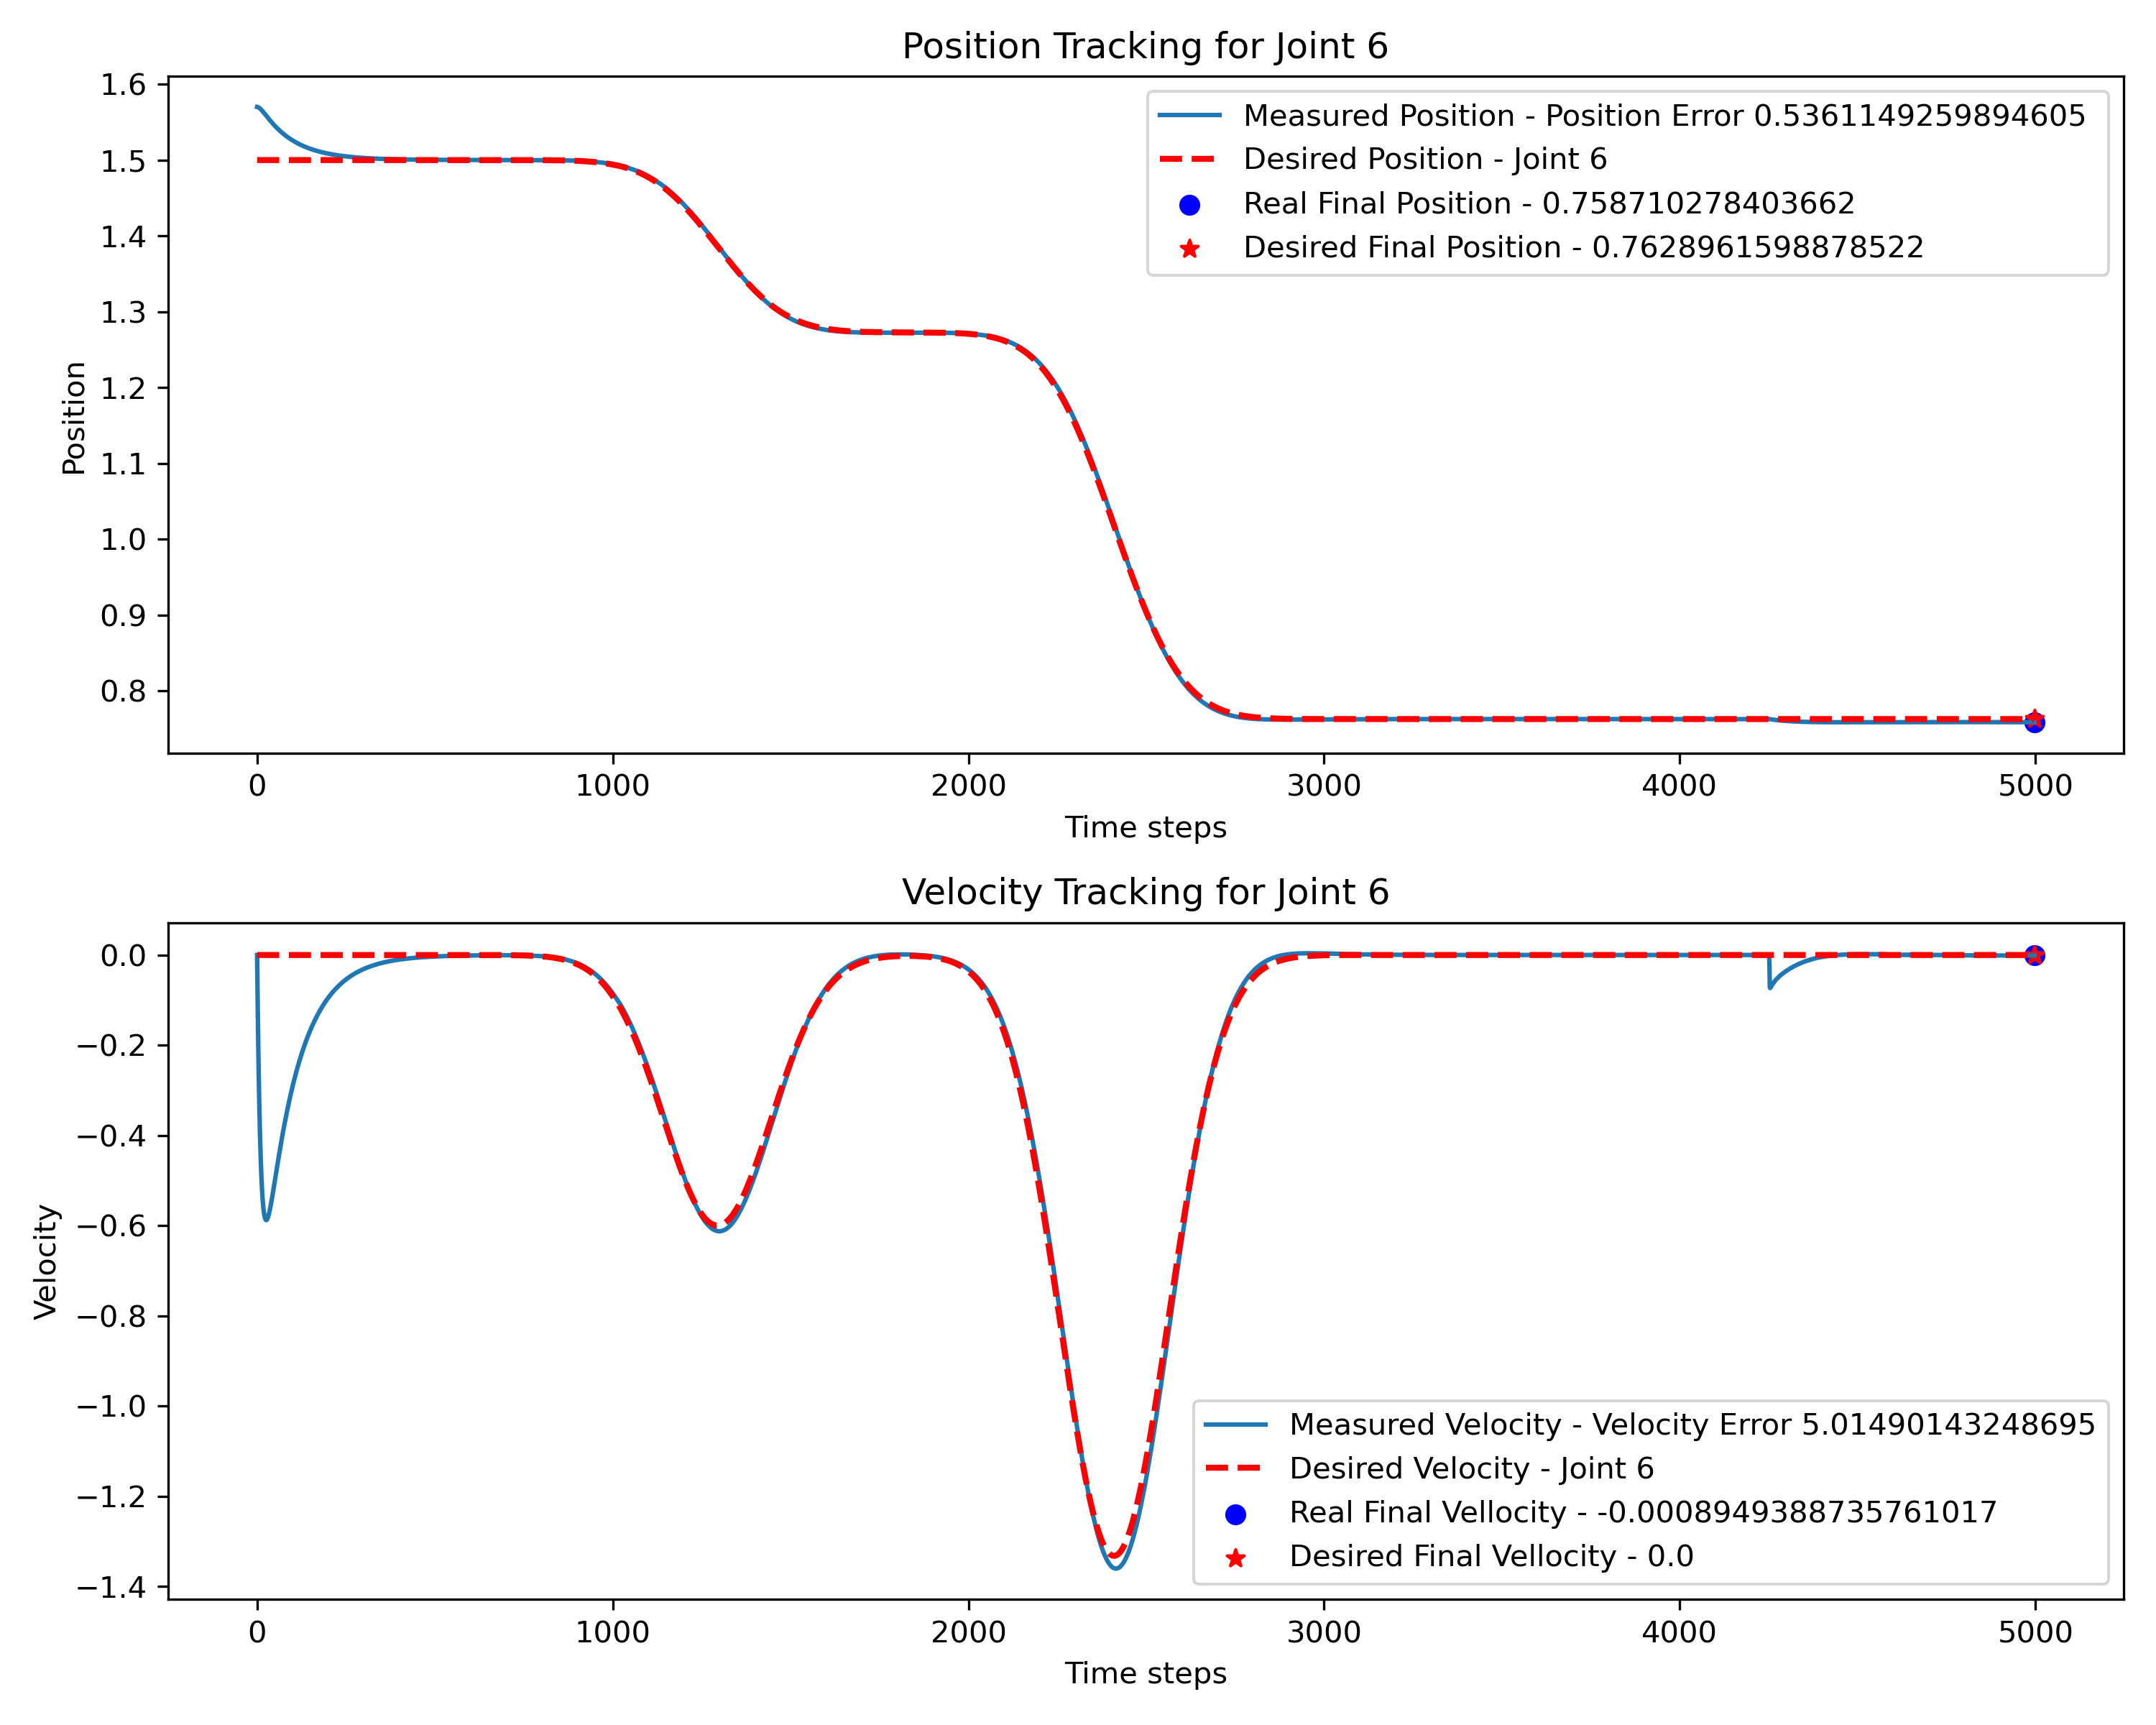 Position Tracking for Joint 6
1.6
1.5
1.4
1.3
1.2
1.1
1.0
0.9
0.8
Position
Measured Position - Position Error 0.5361149259894605
Desired Position - Joint 6
Real Final Position - 0.758710278403662
Desired Final Position - 0.7628961598878522
0 1000 2000 3000 4000 5000
Time steps
Velocity Tracking for Joint 6
0.0
−0.2
−0.4
−0.6
−0.8
−1.0
−1.2
−1.4
Velocity
Measured Velocity - Velocity Error 5.01490143248695
Desired Velocity - Joint 6
Real Final Vellocity - -0.0008949388735761017
Desired Final Vellocity - 0.0
0 1000 2000 3000 4000 5000
Time steps